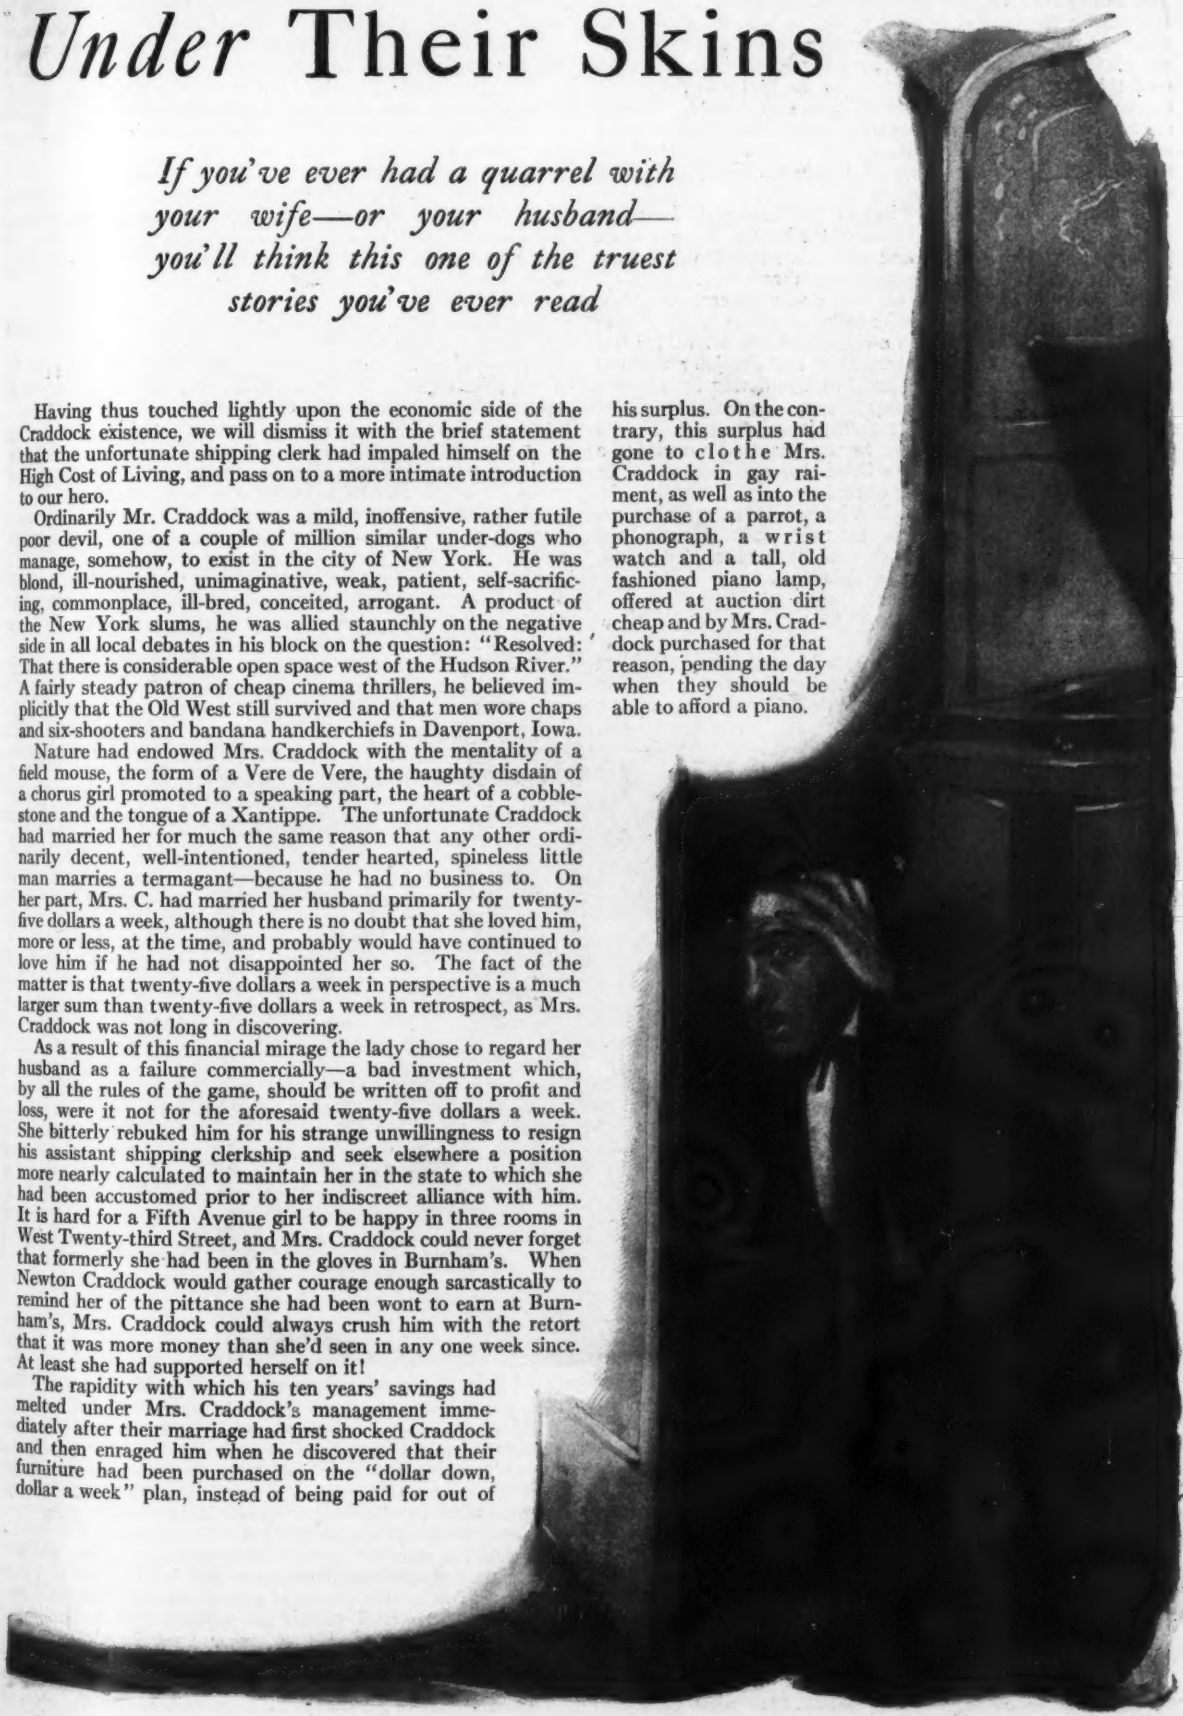 Under Their Skins
If you've ever had a quarrel with
your wife—or your husband—
you'll think this one of the truest
stories you've ever read
Having thus touched lightly upon the economic side of the
Craddock existence, we will dismiss it with the brief statement
that the unfortunate shipping clerk had impaled himself on the
High Cost of Living, and pass on to a more intimate introduction
to our hero.
Ordinarily Mr. Craddock was a mild, inoffensive, rather futile
poor devil, one of a couple of million similar under-dogs who
manage, somehow, to exist in the city of New York. He was
blond, ill-nourished, unimaginative, weak, patient, self-sacrific-
ing, commonplace, ill-bred, conceited, arrogant. A product of
the New York slums, he was allied staunchly on the negative
side in all local debates in his block on the question: "Resolved:
That there is considerable open space west of the Hudson River."
A fairly steady patron of cheap cinema thrillers, he believed im-
plicitly that the Old West still survived and that men wore chaps
and six-shooters and bandana handkerchiefs in Davenport, Iowa.
Nature had endowed Mrs. Craddock with the mentality of a
field mouse, the form of a Vere de Vere, the haughty disdain of
a chorus girl promoted to a speaking part, the heart of a cobble-
stone and the tongue of a Xantippe. The unfortunate Craddock
had married her for much the same reason that any other ordi-
narily decent, well-intentioned, tender hearted, spineless little
man marries a termagant—because he had no business to. On
her part, Mrs. C. had married her husband primarily for twenty-
five dollars a week, although there is no doubt that she loved him,
more or less, at the time, and probably would have continued to
love him if he had not disappointed her so. The fact of the
matter is that twenty-five dollars a week in perspective is a much
larger sum than twenty-five dollars a week in retrospect, as Mrs.
Craddock was not long in discovering.
As a result of this financial mirage the lady chose to regard her
husband as a failure commercially—a bad investment which,
by all the rules of the game, should be written off to profit and
loss, were it not for the aforesaid twenty-five dollars a week.
She bitterly rebuked him for his strange unwillingness to resign
his assistant shipping clerkship and seek elsewhere a position
more nearly calculated to maintain her in the state to which she
had been accustomed prior to her indiscreet alliance with him.
It is hard for a Fifth Avenue girl to be happy in three rooms in
West Twenty-third Street, and Mrs. Craddock could never forget
that formerly she had been in the gloves in Burnham's. When
Newton Craddock would gather courage enough sarcastically to
remind her of the pittance she had been wont to earn at Burn-
ham's, Mrs. Craddock could always crush him with the retort
that it was more money than she'd seen in any one week since.
At least she had supported herself on it!
The rapidity with which his ten years' savings had
melted under Mrs. Craddock's management imme-
diately after their marriage had first shocked Craddock
and then enraged him when he discovered that their
furniture had been purchased on the "dollar down,
dollar a week" plan, instead of being paid for out of
his surplus. On the con-
trary, this surplus had
gone to clothe Mrs.
Craddock in gay rai-
ment, as well as into the
purchase of a parrot, a
phonograph, a wrist
watch and a tall, old
fashioned piano lamp,
offered at auction dirt
cheap and by Mrs. Crad-
dock purchased for that
reason, pending the day
when they should be
able to afford a piano.